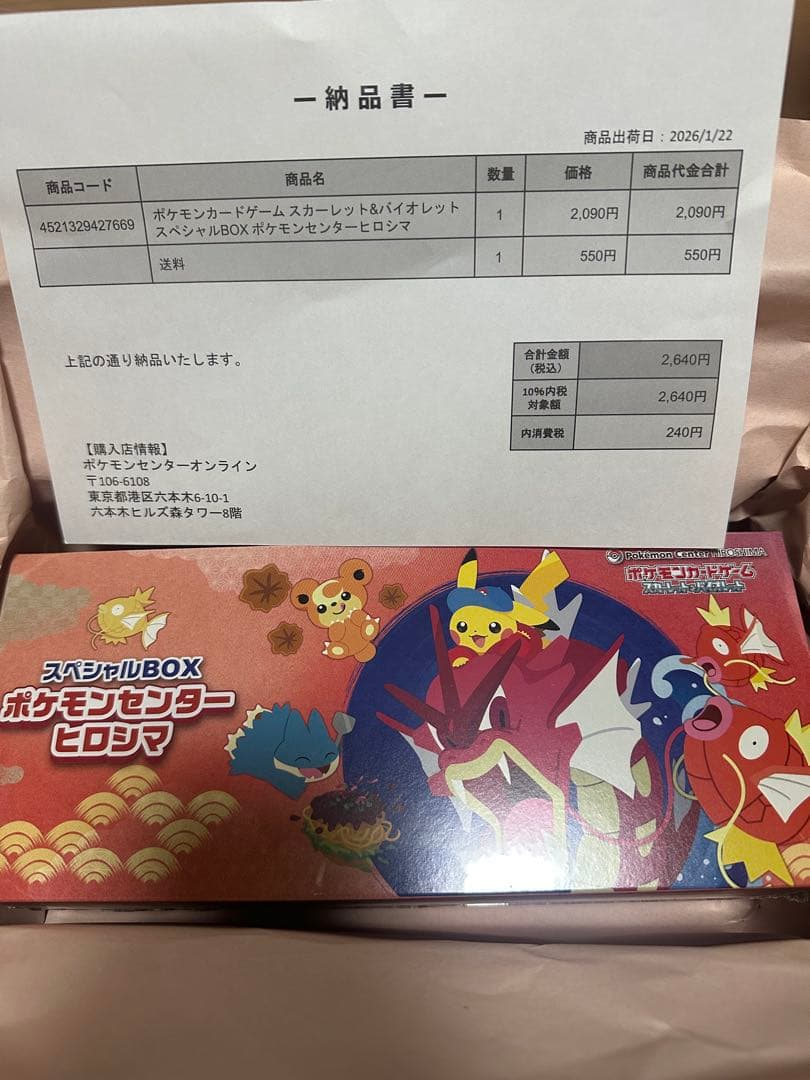 ー納品書ー
商品出荷日：2026/1/22
商品コード 商品名 数量 価格 商品代金合計
4521329427669 ポケモンカードゲーム スカーレット&バイオレット スペシャルBOX ポケモンセンターヒロシマ 1 2,090円 2,090円
送料 1 550円 550円
上記の通り納品いたします。
合計金額（税込） 2,640円
10%内税対象額 2,640円
内消費税 240円
【購入店情報】
ポケモンセンターオンライン
〒106-6108
東京都港区六本木6-10-1
六本木ヒルズ森タワー8階
Pokémon Center HIROSHIMA
ポケモンカードゲーム
スカーレット&バイオレット
スペシャルBOX
ポケモンセンター
ヒロシマ